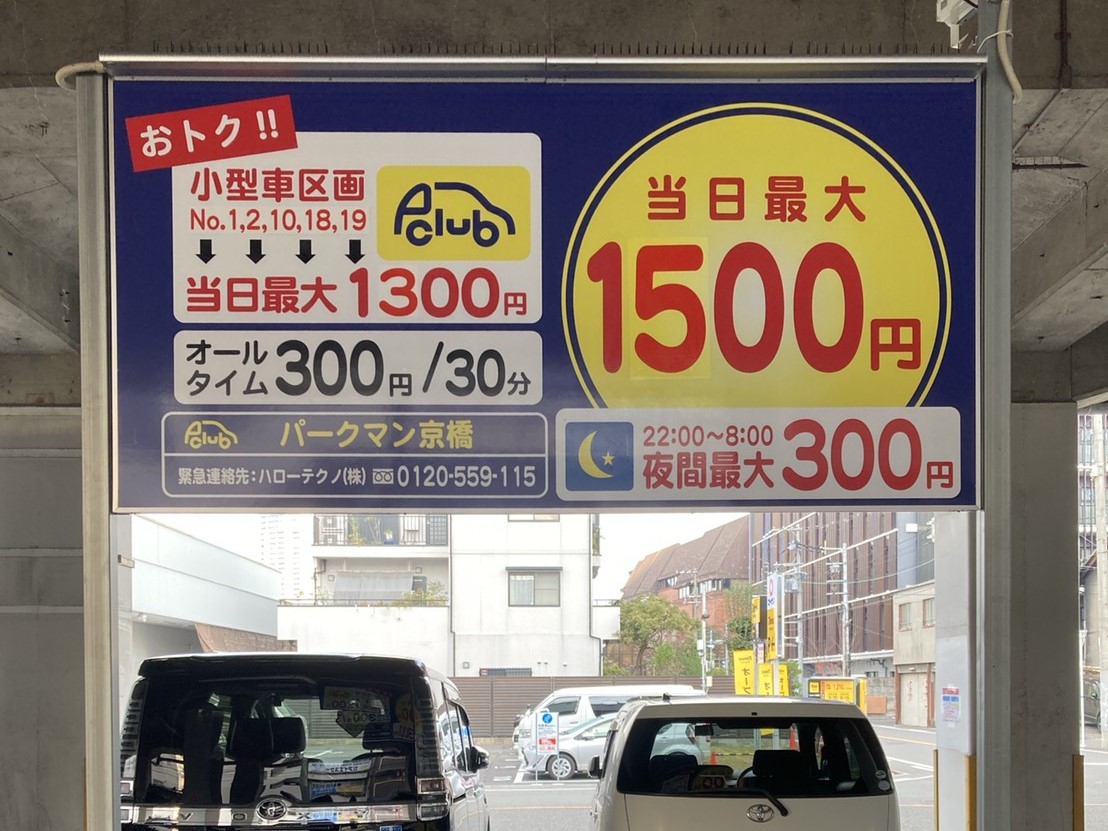 おトク!!
小型車区画
No.1,2,10,18,19
P club
当日最大1300円
オールタイム300円/30分
P club パークマン京橋
緊急連絡先:ハローテクノ(株) 0120-559-115
当日最大
1500円
22:00〜8:00
夜間最大300円